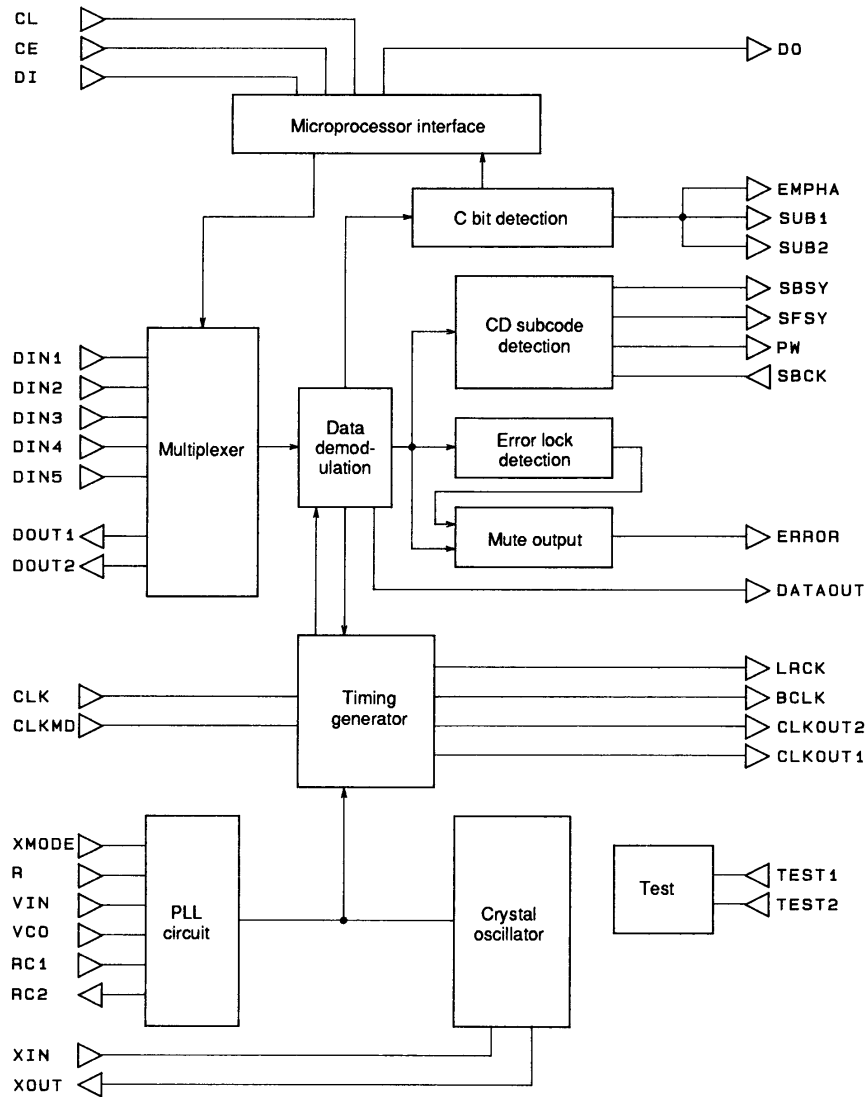 CL
CE
DI
DO
Microprocessor interface
C bit detection
EMPHA
SUB1
SUB2
CD subcode
detection
SBSY
SFSY
PW
SBCK
DIN1
DIN2
DIN3
DIN4
DIN5
DOUT1
DOUT2
Multiplexer
Data
demod-
ulation
Error lock
detection
Mute output
ERROR
DATAOUT
CLK
CLKMD
Timing
generator
LRCK
BCLK
CLKOUT2
CLKOUT1
XMODE
R
VIN
VCO
RC1
RC2
PLL
circuit
Crystal
oscillator
Test
TEST1
TEST2
XIN
XOUT